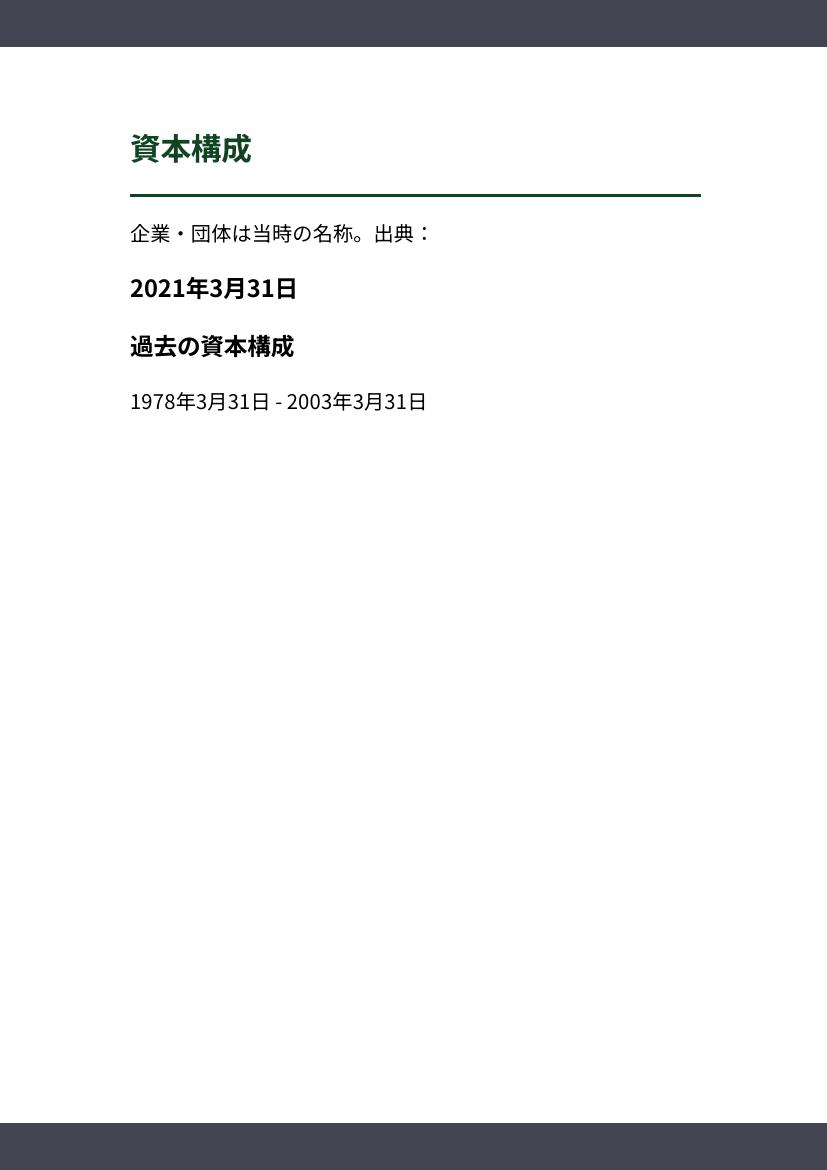 資本構成
企業・団体は当時の名称。出典：
2021年3月31日
過去の資本構成
1978年3月31日 - 2003年3月31日